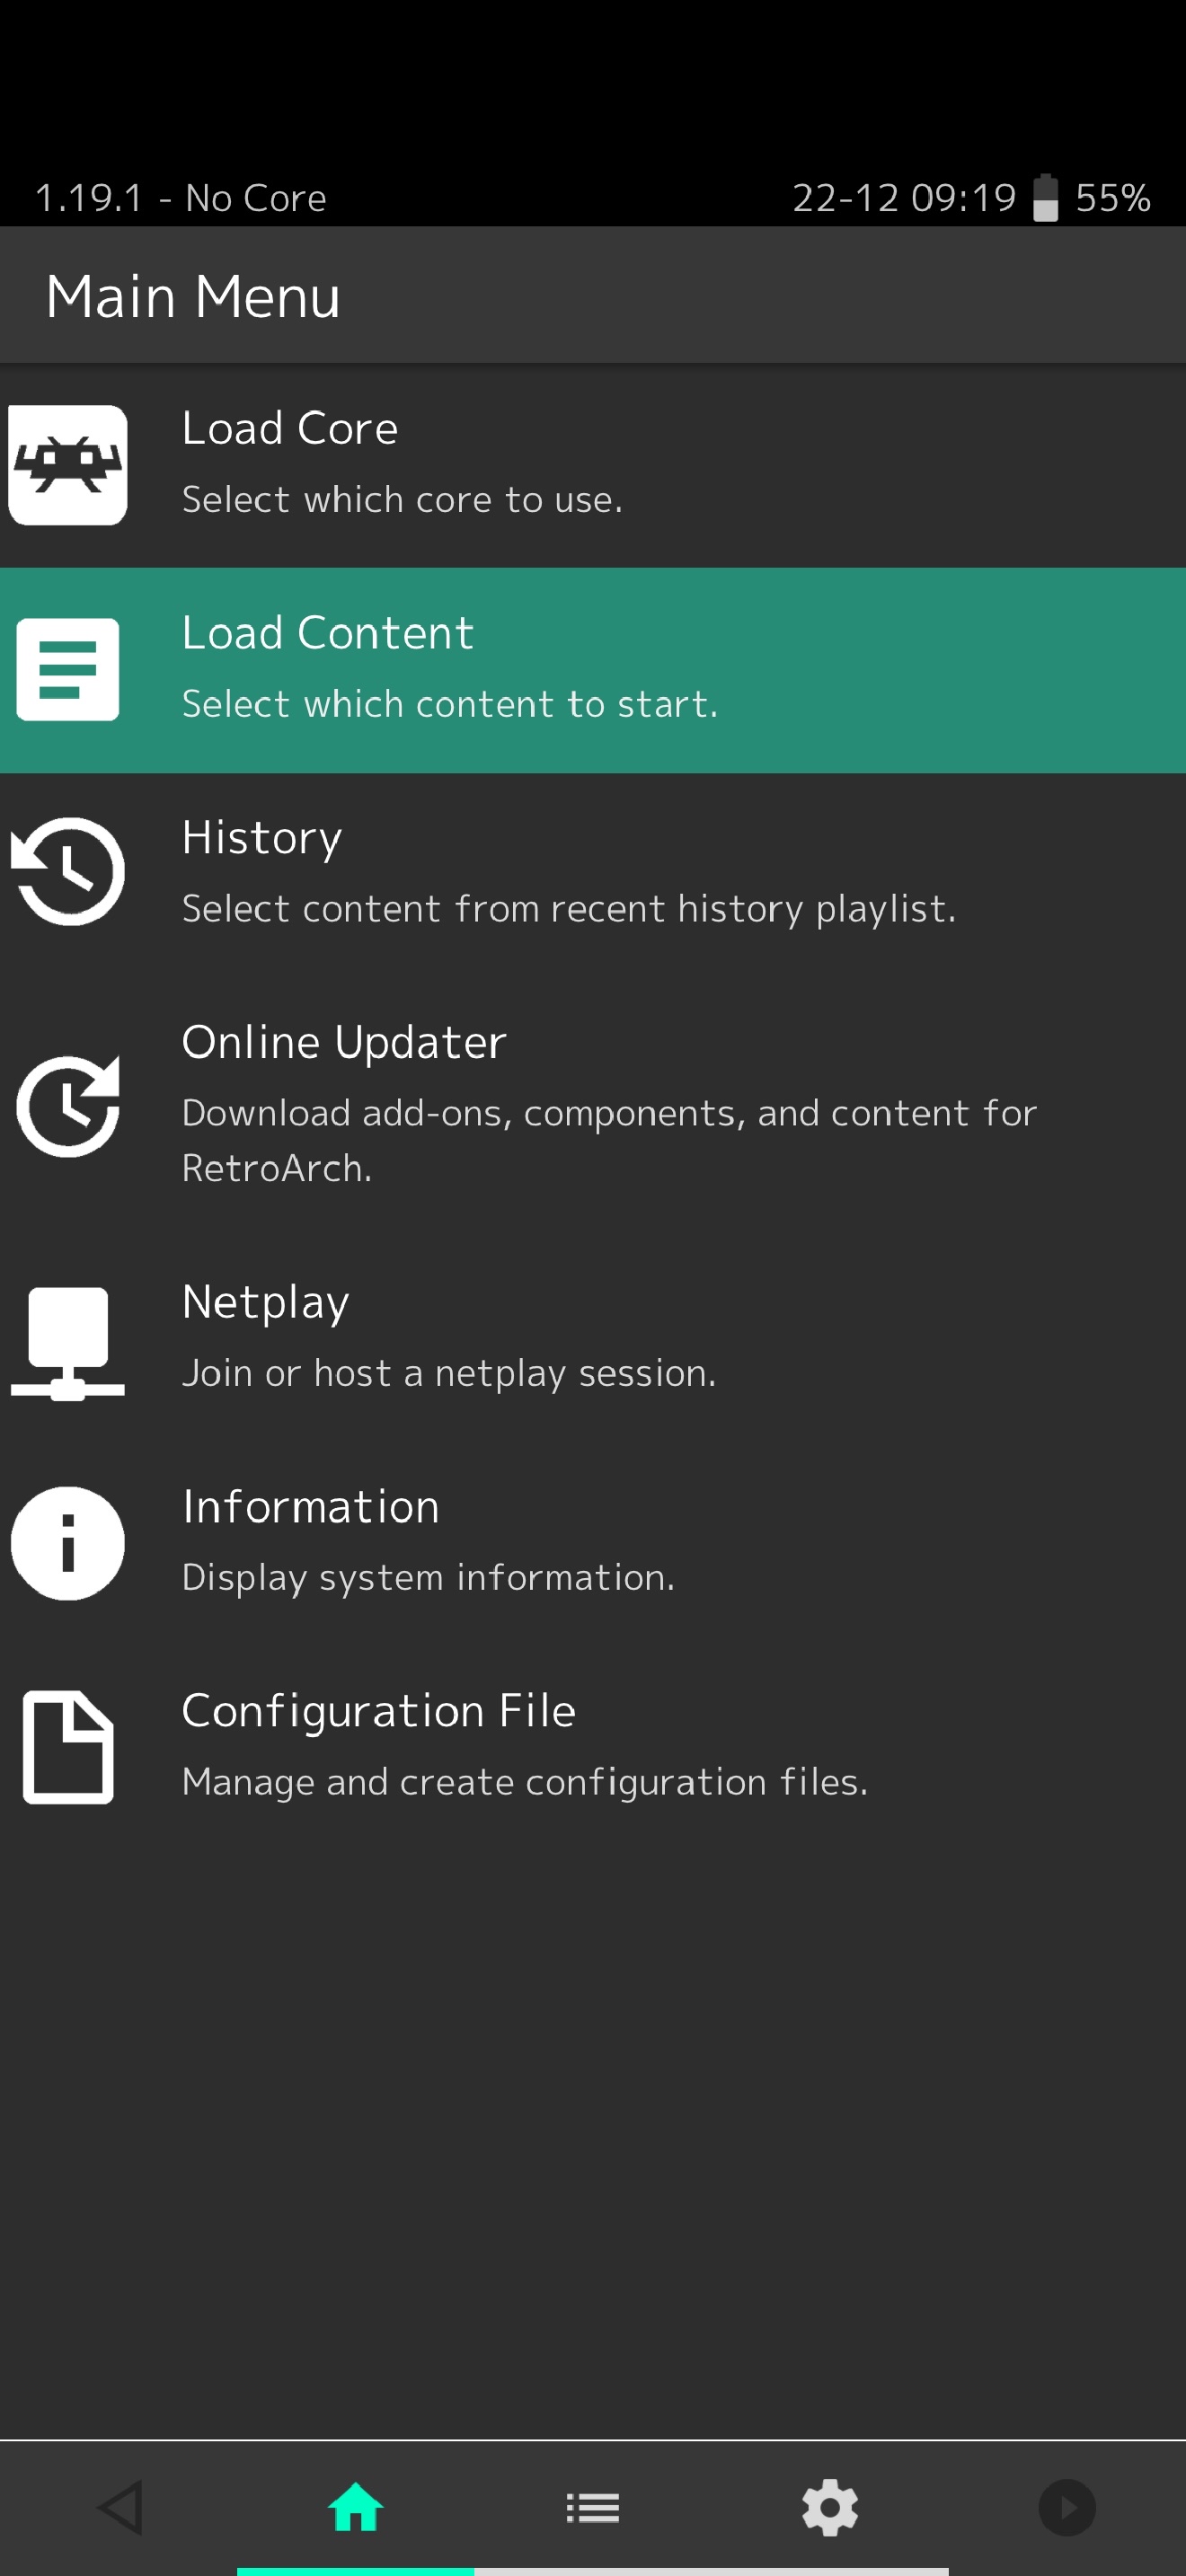 1.19.1 - No Core
22-12 09:19 55%
Main Menu
Load Core
Select which core to use.
Load Content
Select which content to start.
History
Select content from recent history playlist.
Online Updater
Download add-ons, components, and content for
RetroArch.
Netplay
Join or host a netplay session.
Information
Display system information.
Configuration File
Manage and create configuration files.